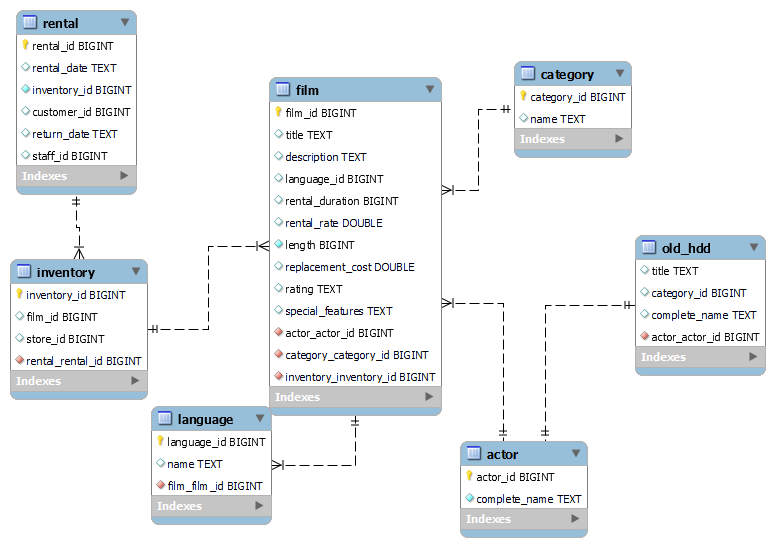 rental
rental_id BIGINT
rental_date TEXT
inventory_id BIGINT
customer_id BIGINT
return_date TEXT
staff_id BIGINT
Indexes
film
film_id BIGINT
title TEXT
description TEXT
language_id BIGINT
rental_duration BIGINT
rental_rate DOUBLE
length BIGINT
replacement_cost DOUBLE
rating TEXT
special_features TEXT
actor_actor_id BIGINT
category_category_id BIGINT
inventory_inventory_id BIGINT
Indexes
category
category_id BIGINT
name TEXT
Indexes
old_hdd
title TEXT
category_id BIGINT
complete_name TEXT
actor_actor_id BIGINT
Indexes
inventory
inventory_id BIGINT
film_id BIGINT
store_id BIGINT
rental_rental_id BIGINT
Indexes
language
language_id BIGINT
name TEXT
film_film_id BIGINT
Indexes
actor
actor_id BIGINT
complete_name TEXT
Indexes